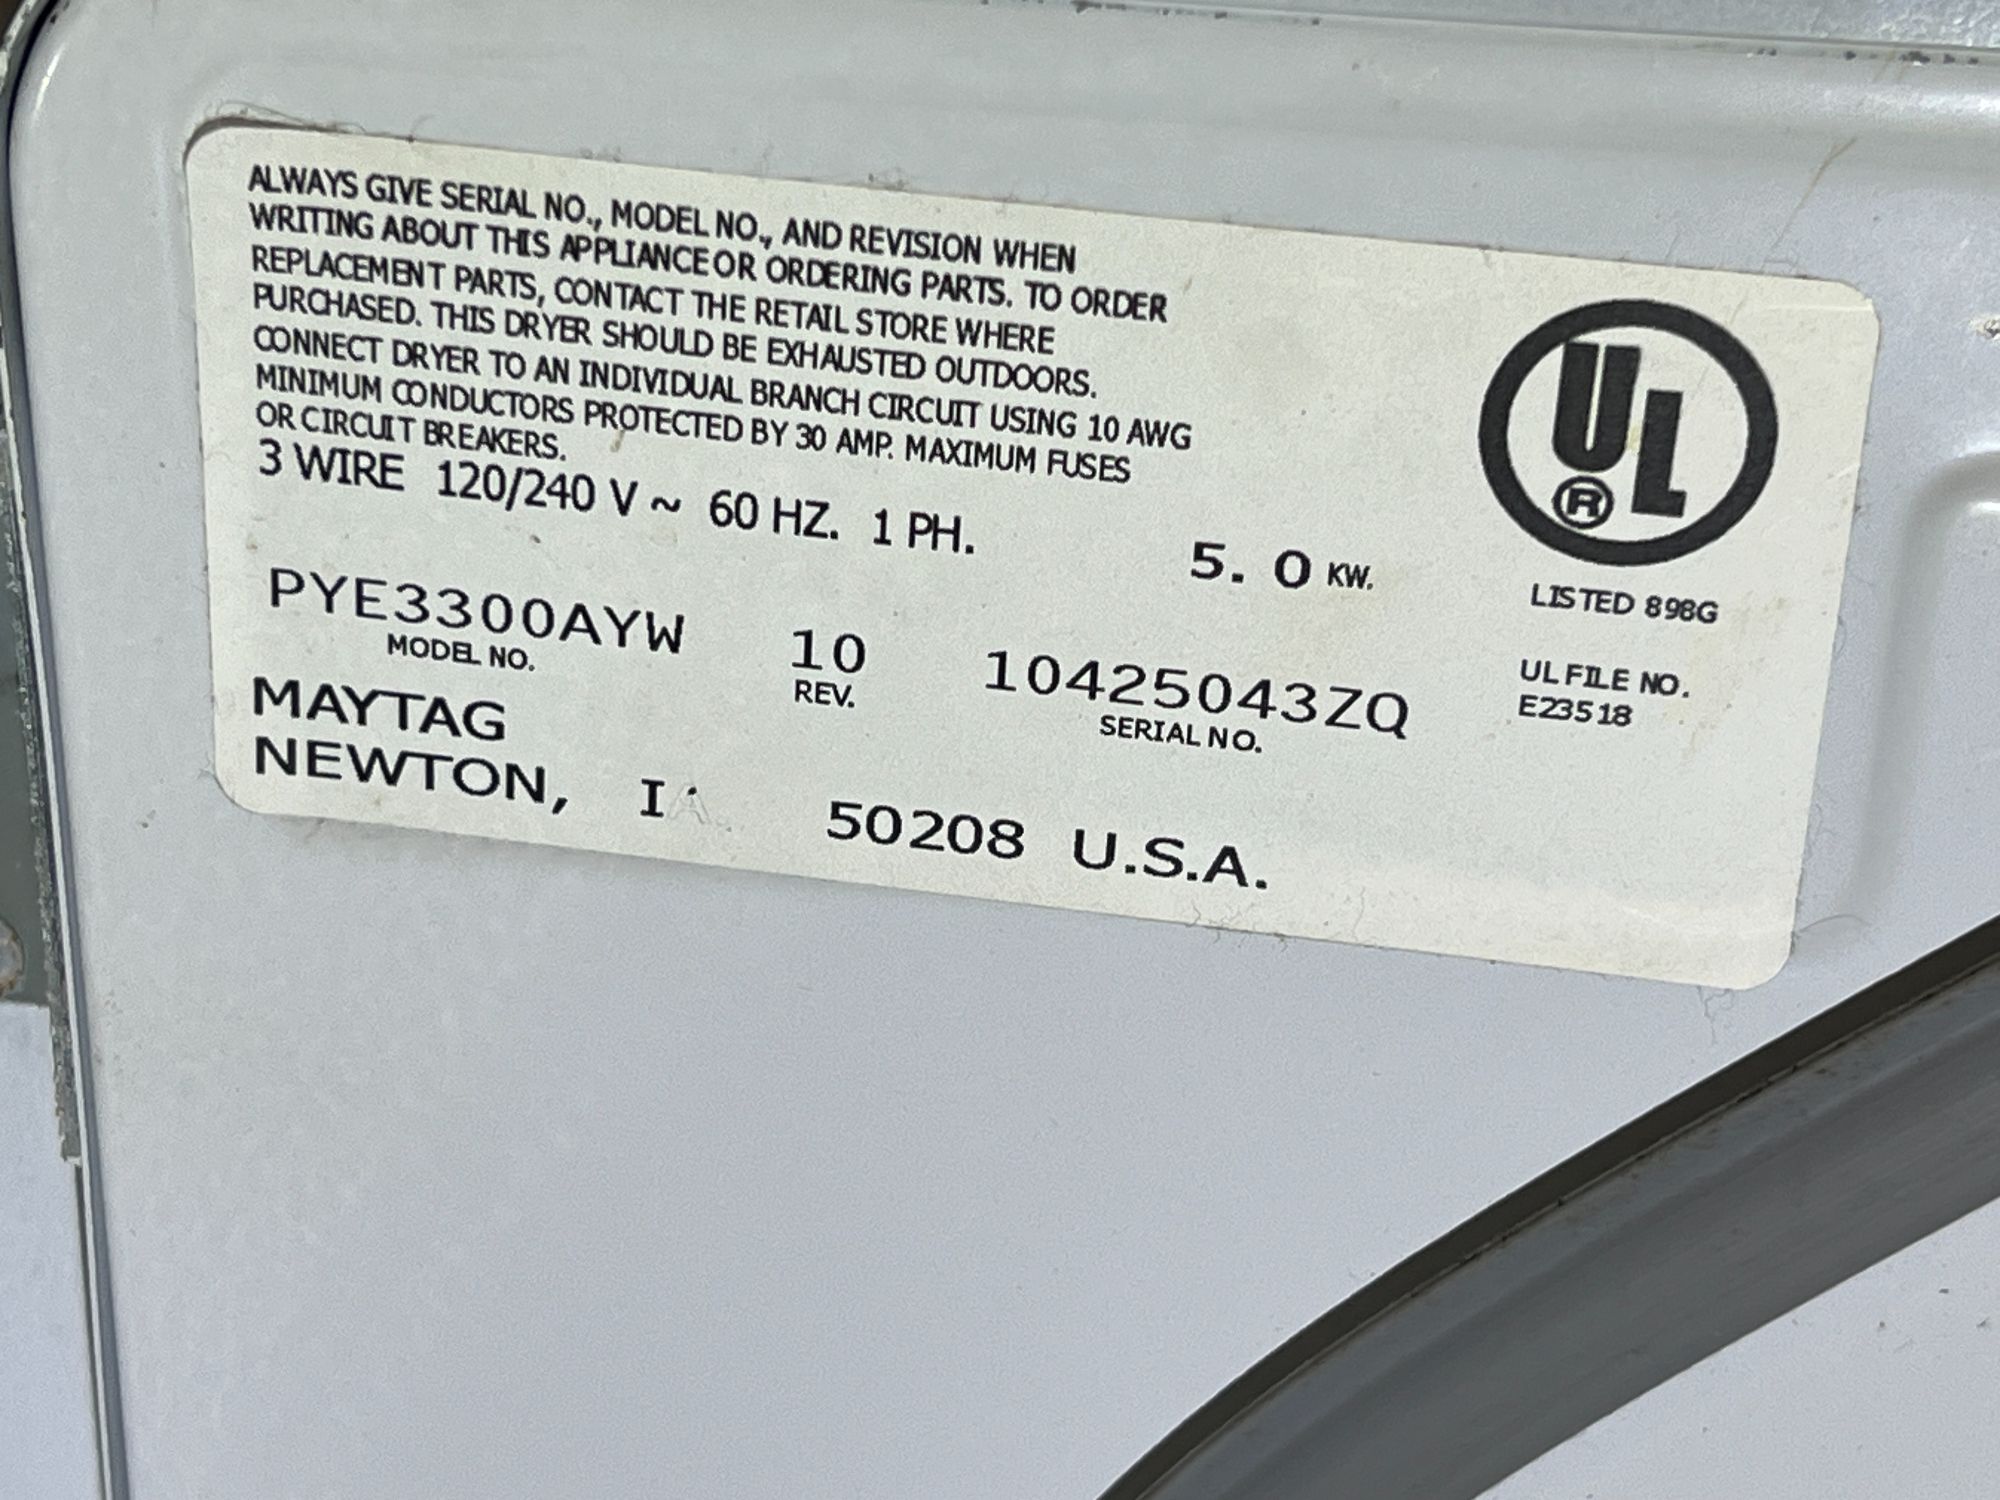 ALWAYS GIVE SERIAL NO., MODEL NO., AND REVISION WHEN
WRITING ABOUT THIS APPLIANCE OR ORDERING PARTS. TO ORDER
REPLACEMENT PARTS, CONTACT THE RETAIL STORE WHERE
PURCHASED. THIS DRYER SHOULD BE EXHAUSTED OUTDOORS.
CONNECT DRYER TO AN INDIVIDUAL BRANCH CIRCUIT USING 10 AWG
MINIMUM CONDUCTORS PROTECTED BY 30 AMP. MAXIMUM FUSES
OR CIRCUIT BREAKERS.
3 WIRE 120/240 V ~ 60 HZ. 1 PH.
5.0 KW.
UL
®
LISTED 898G
UL FILE NO.
E23518
PYE3300AYW
MODEL NO.
10
REV.
10425043ZQ
SERIAL NO.
MAYTAG
NEWTON, IA 50208 U.S.A.